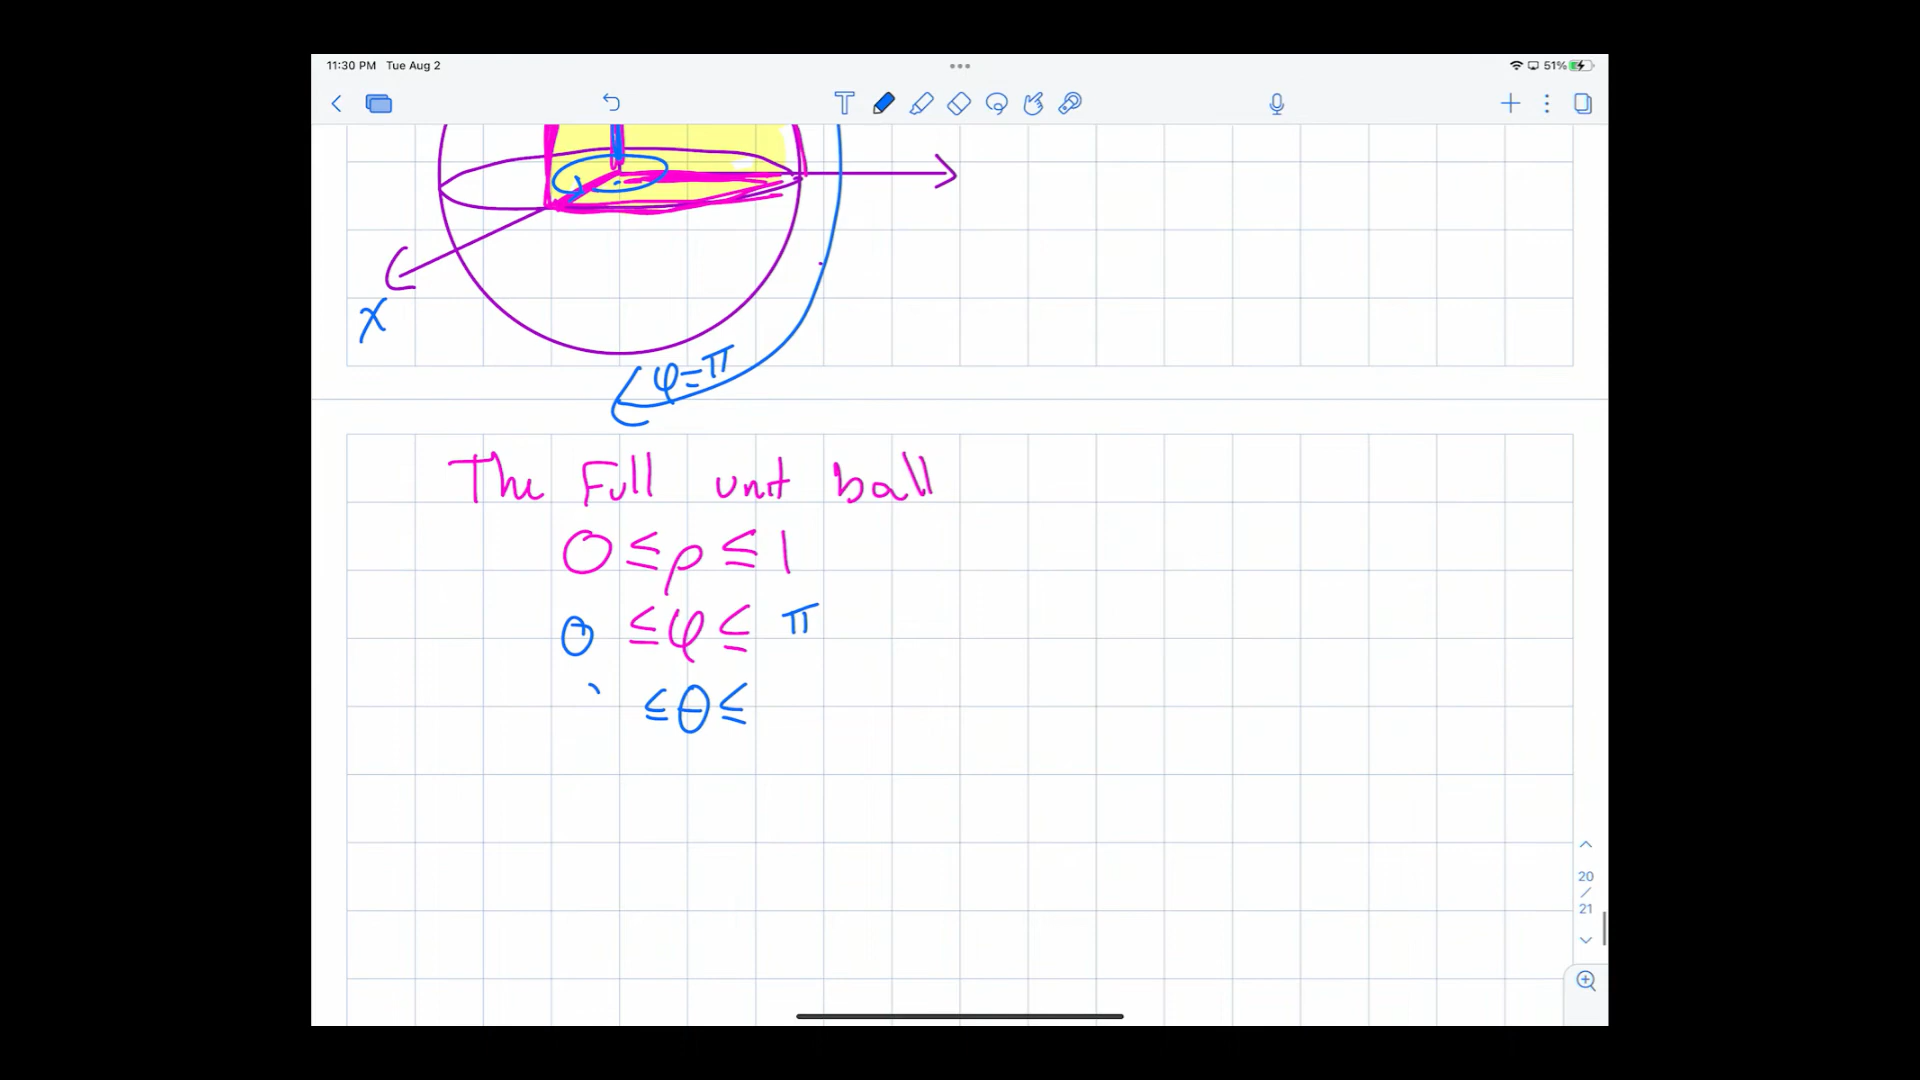 11:30 PM Tue Aug 2
51%
x
φ=π
The Full unit ball
0 ≤ ρ ≤ 1
0 ≤ φ ≤ π
≤ θ ≤
20
/
21